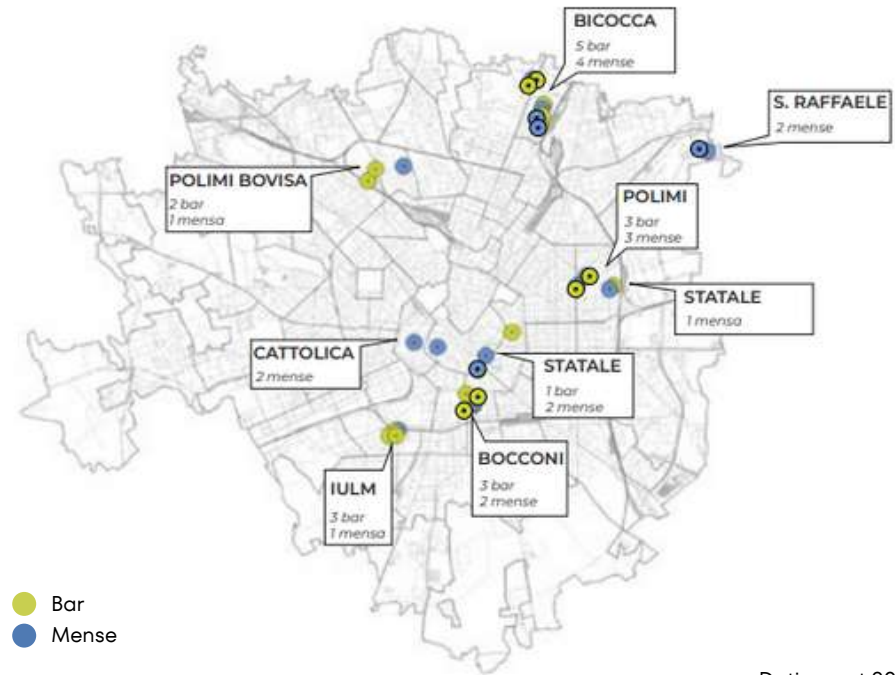 BICOCCA
5 bar
4 mense
S. RAFFAELE
2 mense
POLIMI BOVISA
2 bar
1 mensa
POLIMI
3 bar
3 mense
STATALE
1 mensa
CATTOLICA
2 mense
STATALE
1 bar
2 mense
BOCCONI
3 bar
2 mense
IULM
3 bar
1 mensa
Bar
Mense